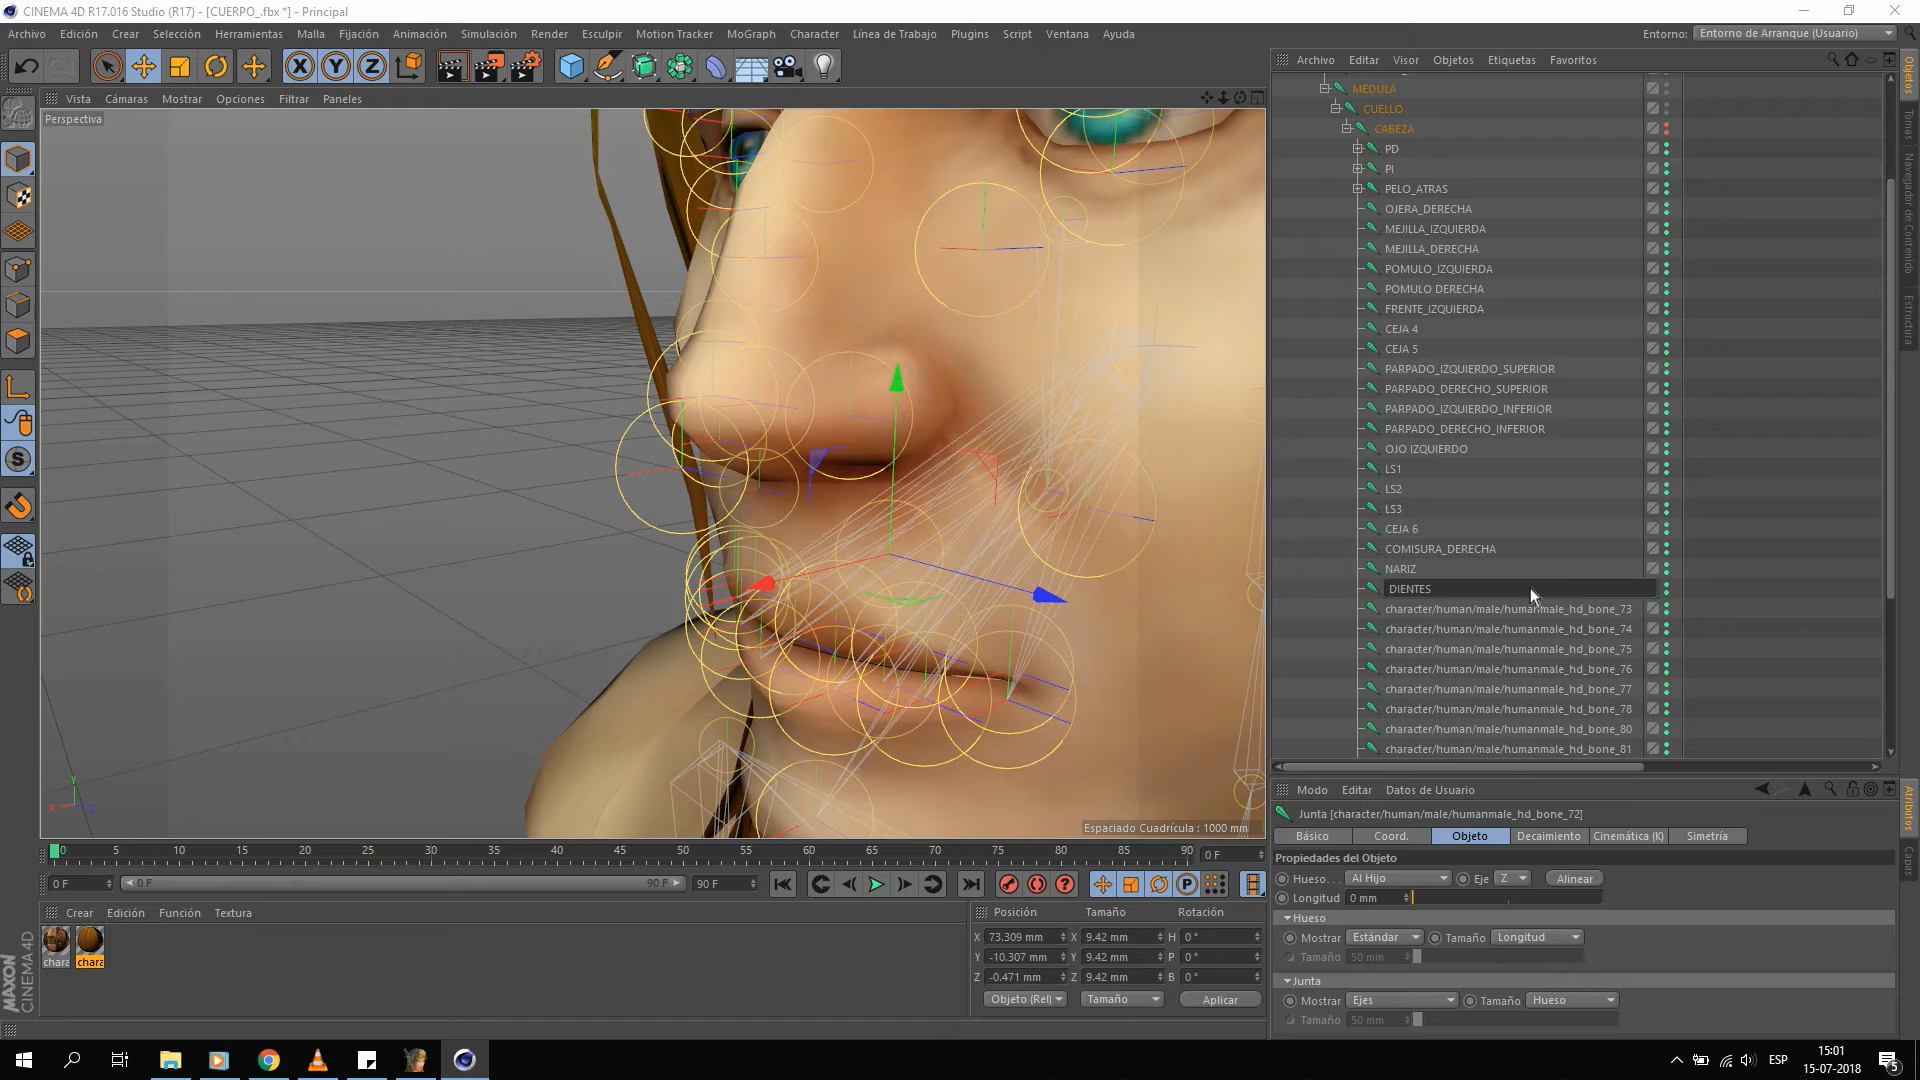 CINEMA 4D R17.016 Studio (R17) - [CUERPO_.fbx *] - Principal
Archivo Edición Crear Selección Herramientas Malla Fijación Animación Simulación Render Esculpir Motion Tracker MoGraph Character Línea de Trabajo Plugins Script Ventana Ayuda
Entorno: Entorno de Arranque (Usuario)
Archivo Editar Visor Objetos Etiquetas Favoritos
Vista Cámaras Mostrar Opciones Filtrar Paneles
Perspectiva
MEDULA
CUELLO
CABEZA
PD
PI
PELO_ATRAS
OJERA_DERECHA
MEJILLA_IZQUIERDA
MEJILLA_DERECHA
POMULO_IZQUIERDA
POMULO DERECHA
FRENTE_IZQUIERDA
CEJA 4
CEJA 5
PARPADO_IZQUIERDO_SUPERIOR
PARPADO_DERECHO_SUPERIOR
PARPADO_IZQUIERDO_INFERIOR
PARPADO_DERECHO_INFERIOR
OJO IZQUIERDO
LS1
LS2
LS3
CEJA 6
COMISURA_DERECHA
NARIZ
DIENTES
character/human/male/humanmale_hd_bone_73
character/human/male/humanmale_hd_bone_74
character/human/male/humanmale_hd_bone_75
character/human/male/humanmale_hd_bone_76
character/human/male/humanmale_hd_bone_77
character/human/male/humanmale_hd_bone_78
character/human/male/humanmale_hd_bone_80
character/human/male/humanmale_hd_bone_81
Objetos
Tomas
Navegador de Contenido
Estructura
Espaciado Cuadrícula : 1000 mm
Y
X
Z
0 5 10 15 20 25 30 35 40 45 50 55 60 65 70 75 80 85 90
0 F
0 F
0 F
90 F
90 F
Crear Edición Función Textura
chara
chara
MAXON
CINEMA 4D
Posición Tamaño Rotación
X 73.309 mm X 9.42 mm H 0 °
Y -10.307 mm Y 9.42 mm P 0 °
Z -0.471 mm Z 9.42 mm B 0 °
Objeto (Rel) Tamaño Aplicar
Modo Editar Datos de Usuario
Junta [character/human/male/humanmale_hd_bone_72]
Básico Coord. Objeto Decaimiento Cinemática (K) Simetría
Propiedades del Objeto
Hueso. . . Al Hijo Eje Z Alinear
Longitud 0 mm
Hueso
Mostrar Estándar Tamaño Longitud
Tamaño 50 mm
Junta
Mostrar Ejes Tamaño Hueso
Tamaño 50 mm
Atributos
Capas
ESP
15:01
15-07-2018
5